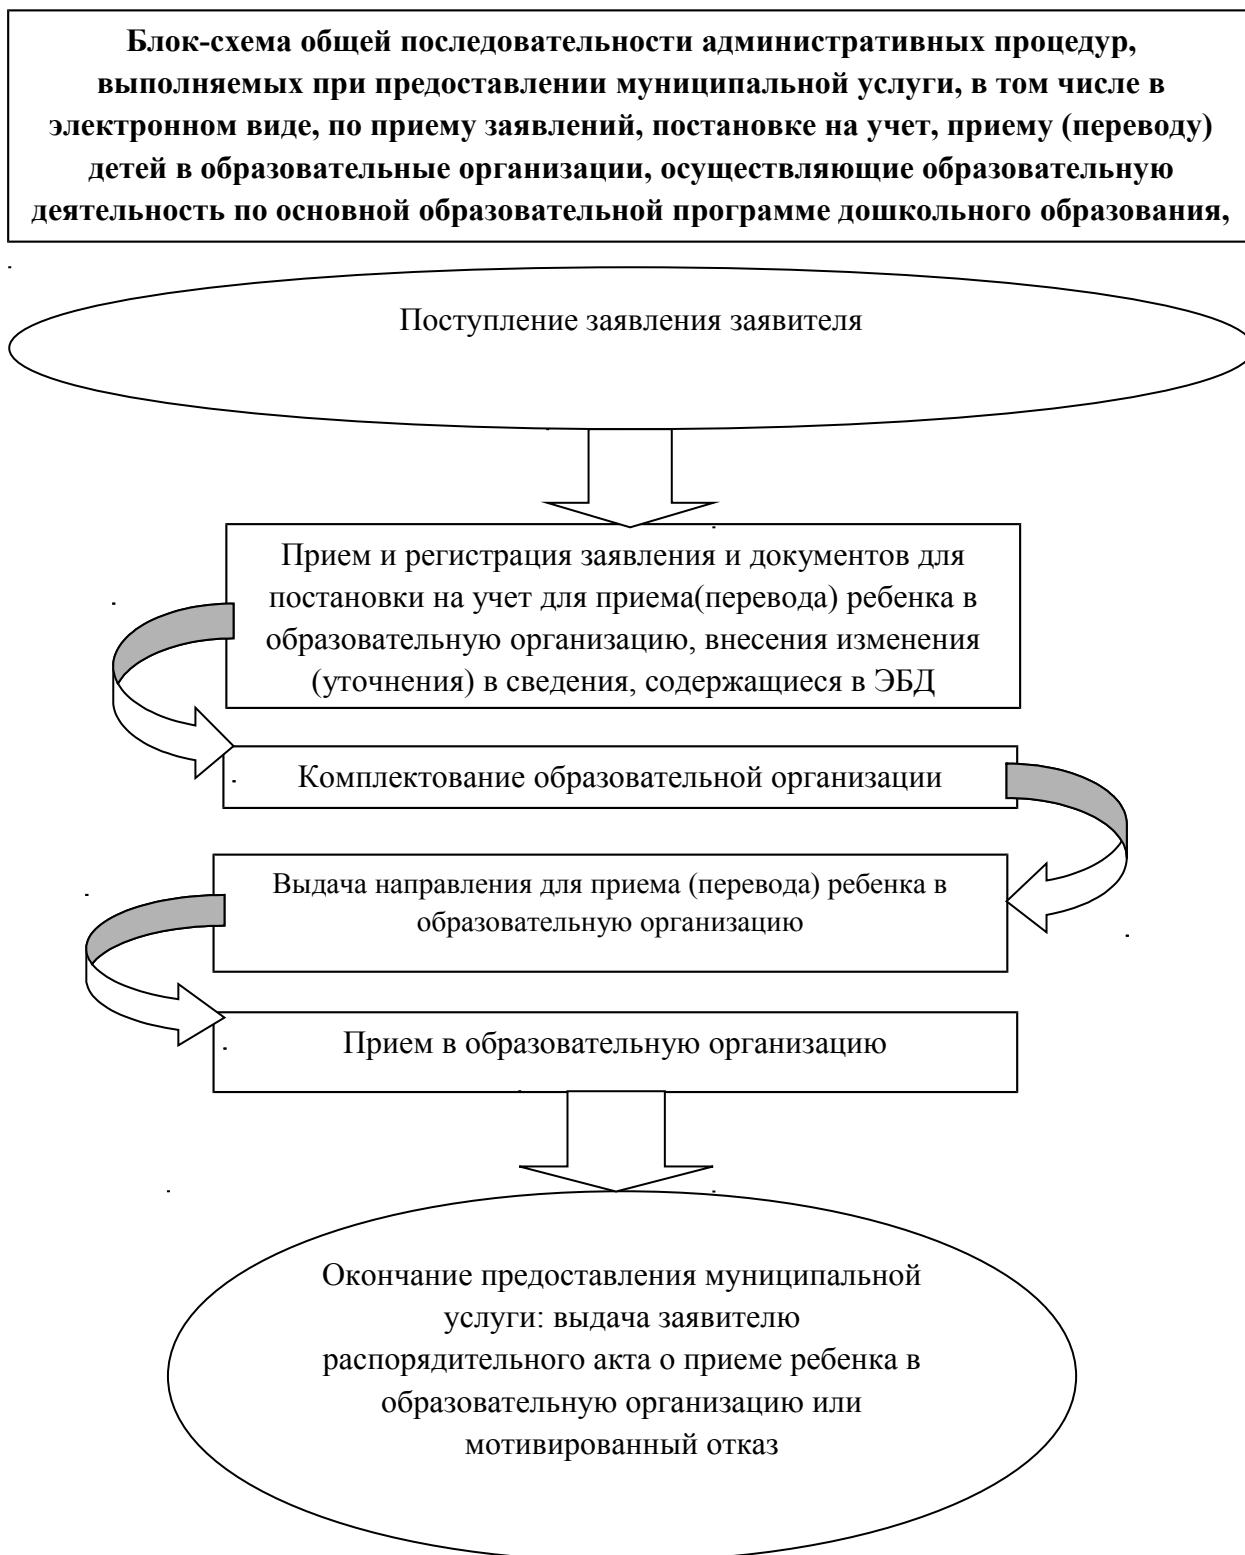 Блок-схема общей последовательности административных процедур,
выполняемых при предоставлении муниципальной услуги, в том числе в
электронном виде, по приему заявлений, постановке на учет, приему (переводу)
детей в образовательные организации, осуществляющие образовательную
деятельность по основной образовательной программе дошкольного образования,
Поступление заявления заявителя
Прием и регистрация заявления и документов для
постановки на учет для приема(перевода) ребенка в
образовательную организацию, внесения изменения
(уточнения) в сведения, содержащиеся в ЭБД
Комплектование образовательной организации
Выдача направления для приема (перевода) ребенка в
образовательную организацию
Прием в образовательную организацию
Окончание предоставления муниципальной
услуги: выдача заявителю
распорядительного акта о приеме ребенка в
образовательную организацию или
мотивированный отказ